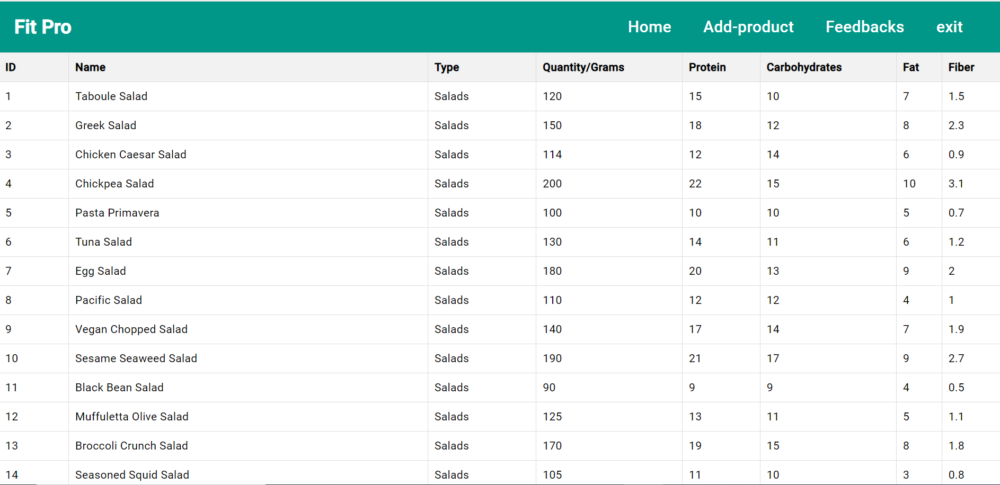 Fit Pro Home Add-product Feedbacks exit
ID Name Type Quantity/Grams Protein Carbohydrates Fat Fiber
1 Taboule Salad Salads 120 15 10 7 1.5
2 Greek Salad Salads 150 18 12 8 2.3
3 Chicken Caesar Salad Salads 114 12 14 6 0.9
4 Chickpea Salad Salads 200 22 15 10 3.1
5 Pasta Primavera Salads 100 10 10 5 0.7
6 Tuna Salad Salads 130 14 11 6 1.2
7 Egg Salad Salads 180 20 13 9 2
8 Pacific Salad Salads 110 12 12 4 1
9 Vegan Chopped Salad Salads 140 17 14 7 1.9
10 Sesame Seaweed Salad Salads 190 21 17 9 2.7
11 Black Bean Salad Salads 90 9 9 4 0.5
12 Muffuletta Olive Salad Salads 125 13 11 5 1.1
13 Broccoli Crunch Salad Salads 170 19 15 8 1.8
14 Seasoned Squid Salad Salads 105 11 10 3 0.8